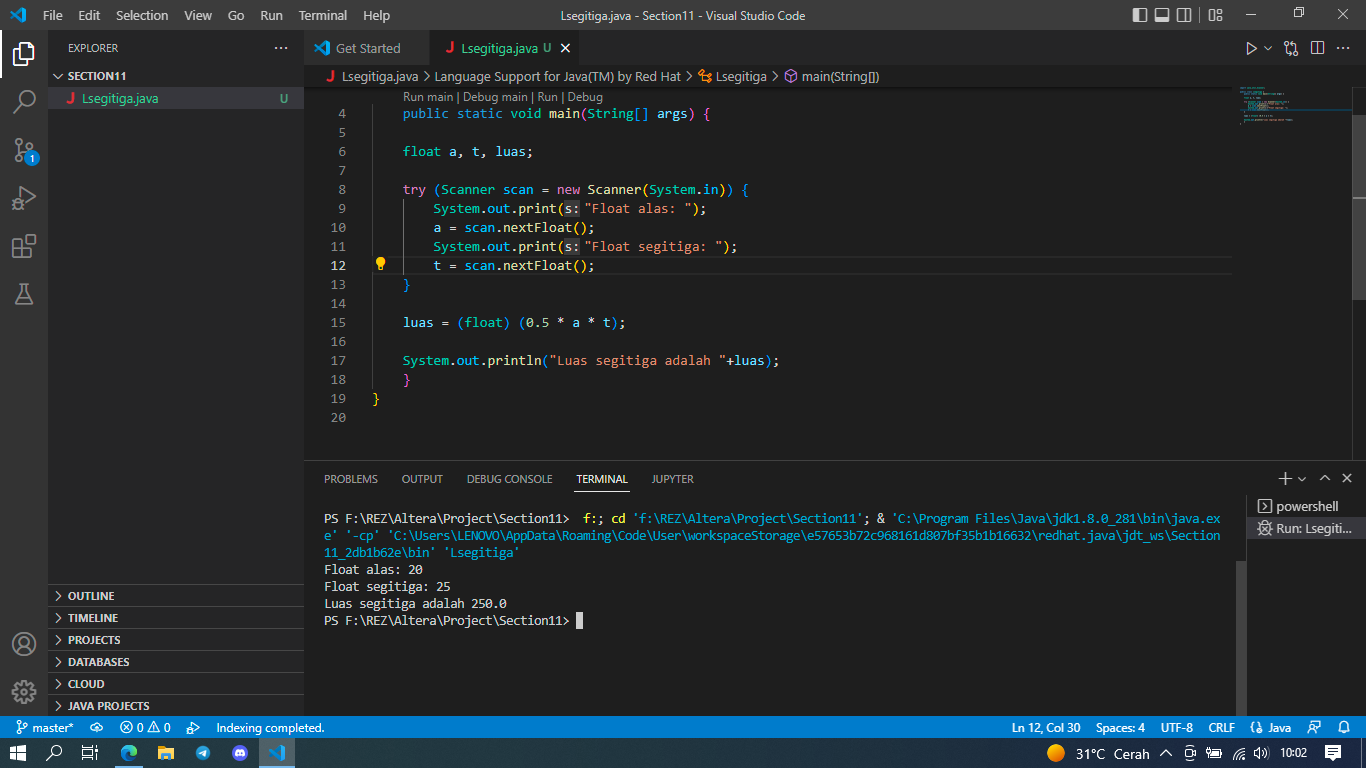 File Edit Selection View Go Run Terminal Help
Lsegitiga.java - Section11 - Visual Studio Code
EXPLORER
SECTION11
Lsegitiga.java U
OUTLINE
TIMELINE
PROJECTS
DATABASES
CLOUD
JAVA PROJECTS
1
Get Started
Lsegitiga.java U
Lsegitiga.java > Language Support for Java(TM) by Red Hat > Lsegitiga > main(String[])
Run main | Debug main | Run | Debug
4 public static void main(String[] args) {
5
6 float a, t, luas;
7
8 try (Scanner scan = new Scanner(System.in)) {
9 System.out.print(s:"Float alas: ");
10 a = scan.nextFloat();
11 System.out.print(s:"Float segitiga: ");
12 t = scan.nextFloat();
13 }
14
15 luas = (float) (0.5 * a * t);
16
17 System.out.println("Luas segitiga adalah "+luas);
18 }
19 }
20
PROBLEMS OUTPUT DEBUG CONSOLE TERMINAL JUPYTER
PS F:\REZ\Altera\Project\Section11> f:; cd 'f:\REZ\Altera\Project\Section11'; & 'C:\Program Files\Java\jdk1.8.0_281\bin\java.ex
e' '-cp' 'C:\Users\LENOVO\AppData\Roaming\Code\User\workspaceStorage\e57653b72c968161d807bf35b1b16632\redhat.java\jdt_ws\Section
11_2db1b62e\bin' 'Lsegitiga'
Float alas: 20
Float segitiga: 25
Luas segitiga adalah 250.0
PS F:\REZ\Altera\Project\Section11>
powershell
Run: Lsegiti...
master* 0 0 Indexing completed.
Ln 12, Col 30 Spaces: 4 UTF-8 CRLF {} Java
31°C Cerah 10:02